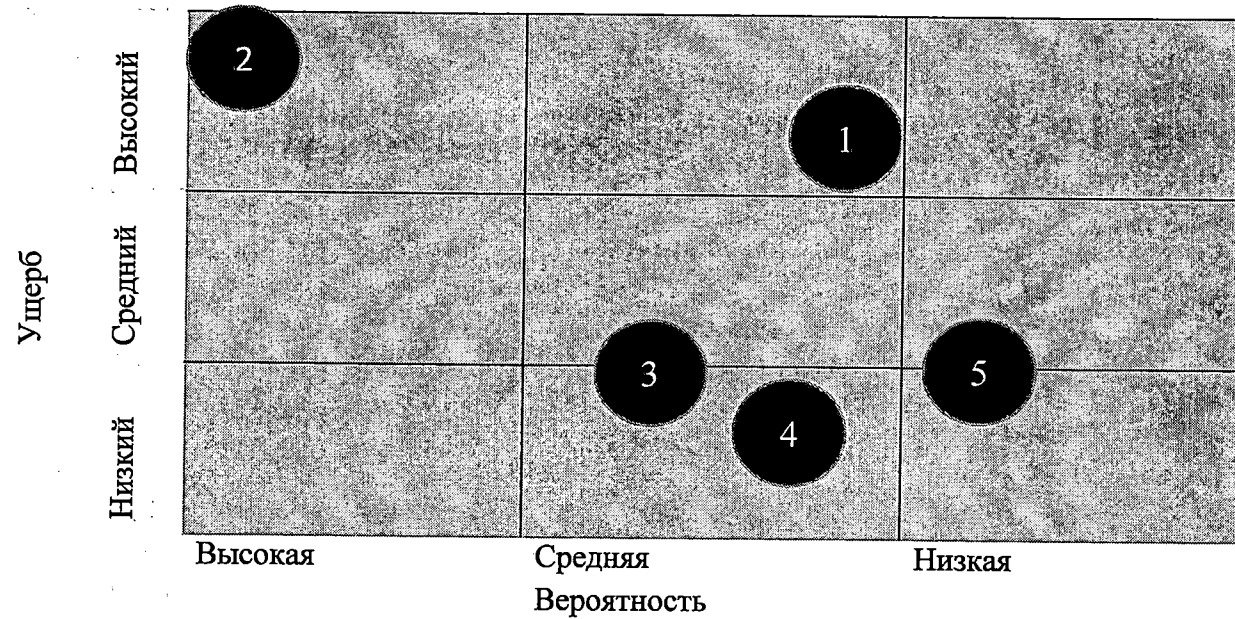 Ущерб
Высокий
2
1
Средний
3
5
Низкий
4
Высокая
Средняя
Низкая
Вероятность